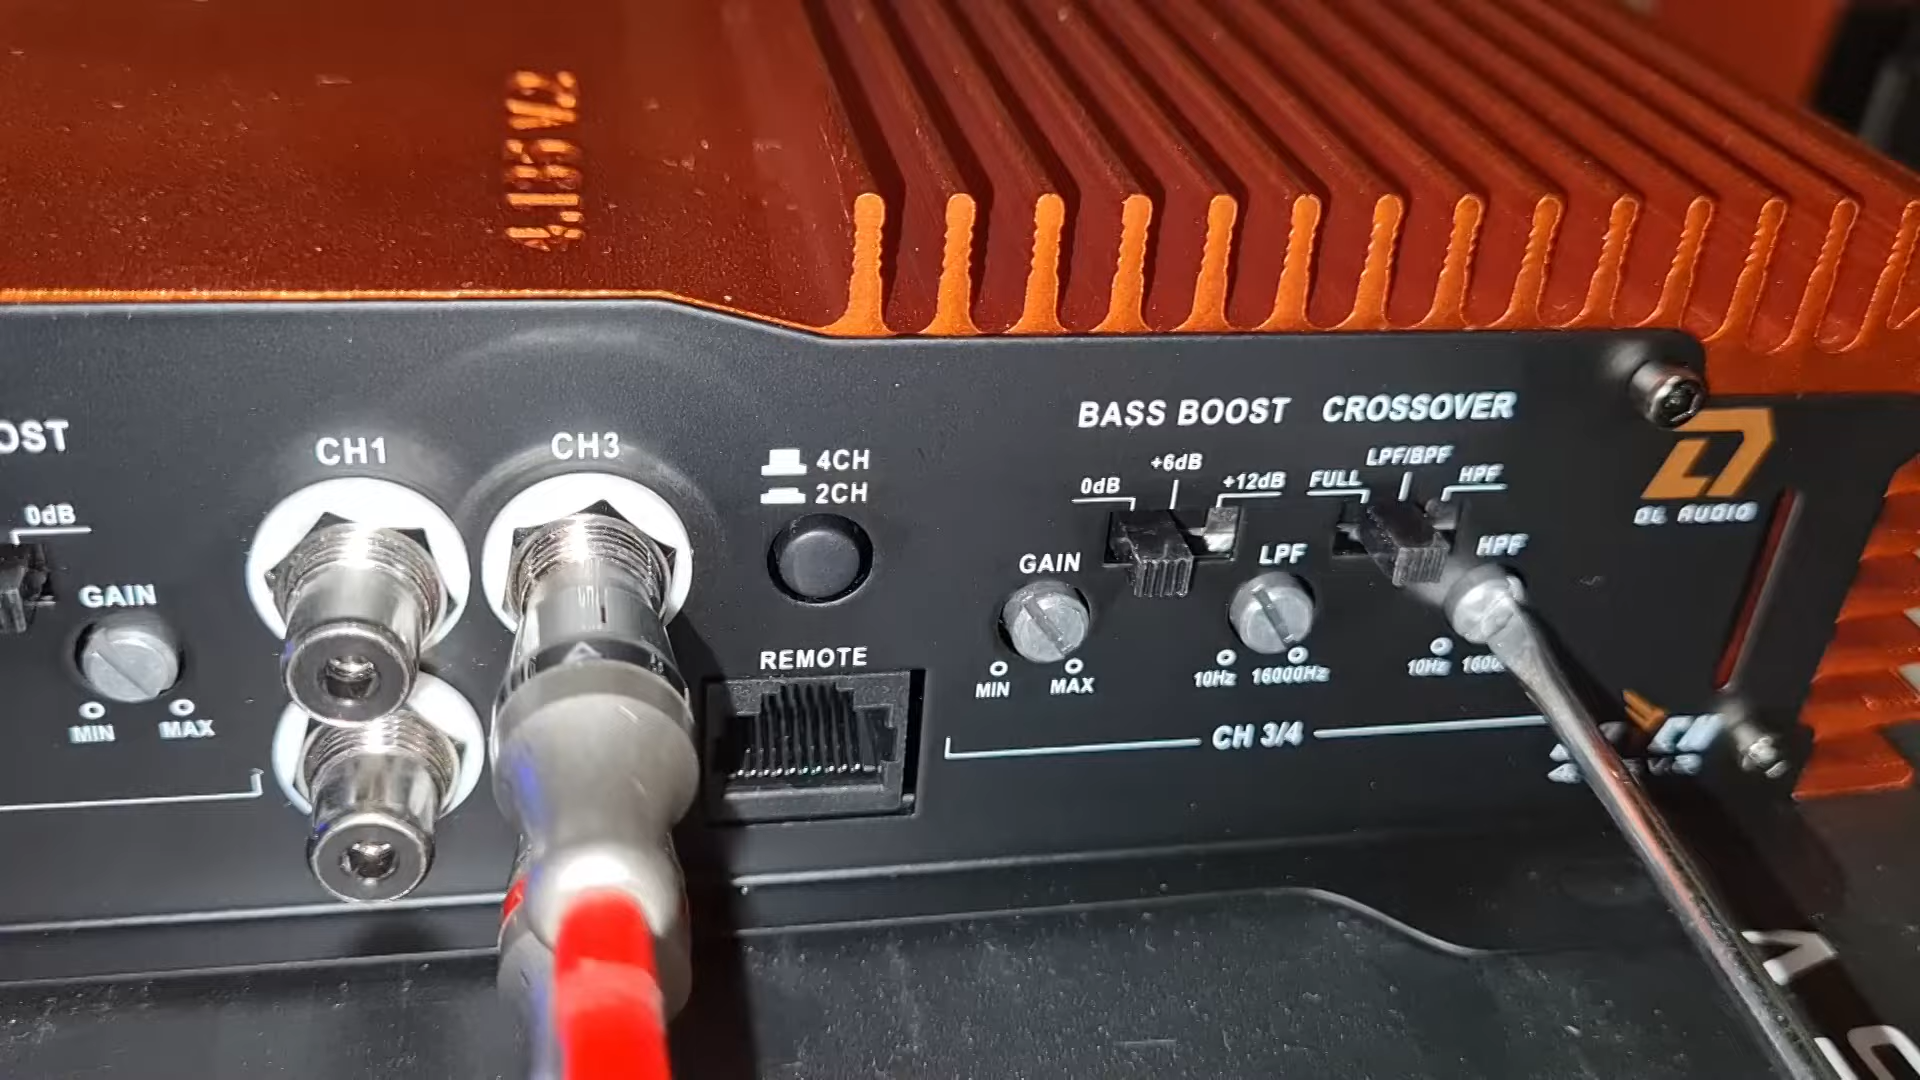 OST
0dB
GAIN
MIN MAX
CH1
CH3
4CH
2CH
REMOTE
BASS BOOST
0dB +6dB +12dB
GAIN
MIN MAX
LPF
10Hz 16000Hz
CROSSOVER
FULL LPF/BPF HPF
HPF
10Hz
CH 3/4
DL AUDIO